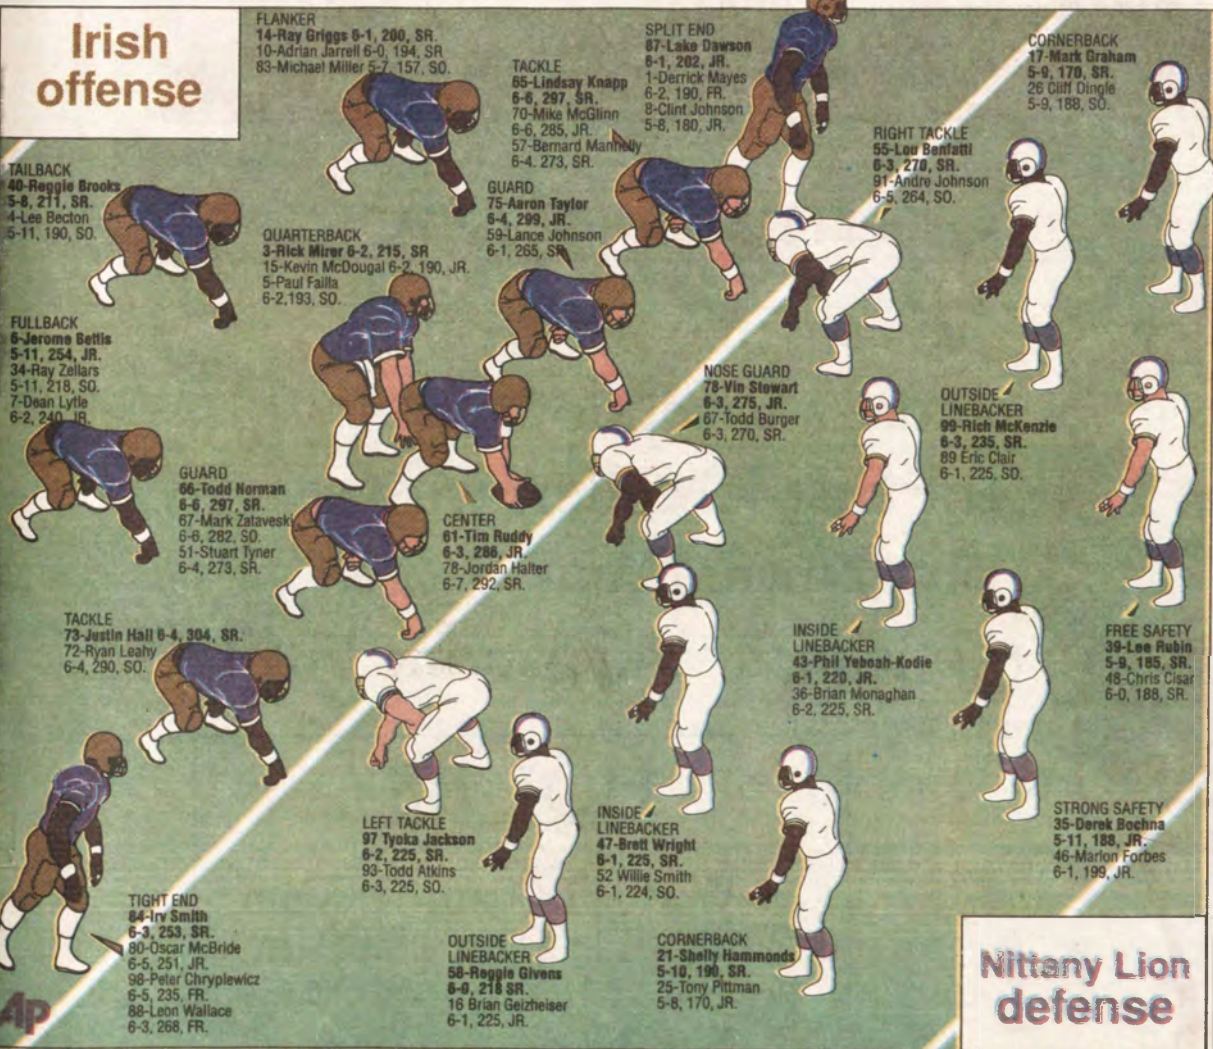 Irish
offense
FLANKER
14-Ray Griggs 6-1, 200, SR.
10-Adrian Jarrell 6-0, 194, SR
83-Michael Miller 5-7, 157, SO.
TACKLE
65-Lindsay Knapp
6-6, 297, SR.
70-Mike McGlinn
6-6, 285, JR.
57-Bernard Mannelly
6-4. 273, SR.
SPLIT END
87-Lake Dawson
6-1, 202, JR.
1-Derrick Mayes
6-2, 190, FR.
8-Clint Johnson
5-8, 180, JR.
CORNERBACK
17-Mark Graham
5-9, 170, SR.
26 Cliff Dingle
5-9, 188, SO.
RIGHT TACKLE
55-Lou Benfatti
6-3, 270, SR.
91-Andre Johnson
6-5, 264, SO.
TAILBACK
40-Reggie Brooks
5-8, 211, SR.
4-Lee Becton
5-11, 190, SO.
GUARD
75-Aaron Taylor
6-4, 299, JR.
59-Lance Johnson
6-1, 265, SR
QUARTERBACK
3-Rick Mirer 6-2, 215, SR
15-Kevin McDougal 6-2, 190, JR.
5-Paul Failla
6-2,193, SO.
FULLBACK
6-Jerome Bettis
5-11, 254, JR.
34-Ray Zellars
5-11, 218, SO.
7-Dean Lytle
6-2, 240, JR.
NOSE GUARD
78-Vin Stewart
6-3, 275, JR.
67-Todd Burger
6-3, 270, SR.
OUTSIDE
LINEBACKER
99-Rich McKenzie
6-3, 235, SR.
89 Eric Clair
6-1, 225, SO.
GUARD
66-Todd Norman
6-6, 297, SR.
67-Mark Zataveski
6-6, 282, SO.
51-Stuart Tyner
6-4, 273, SR.
CENTER
61-Tim Ruddy
6-3, 286, JR.
78-Jordan Halter
6-7, 292, SR.
TACKLE
73-Justin Hall 6-4, 304, SR.
72-Ryan Leahy
6-4, 290, SO.
INSIDE
LINEBACKER
43-Phil Yeboah-Kodie
6-1, 220, JR.
36-Brian Monaghan
6-2, 225, SR.
FREE SAFETY
39-Lee Rubin
5-9, 185, SR.
48-Chris Cisar
6-0, 188, SR.
LEFT TACKLE
97 Tyoka Jackson
6-2, 225, SR.
93-Todd Atkins
6-3, 225, SO.
INSIDE
LINEBACKER
47-Brett Wright
6-1, 225, SR.
52 Willie Smith
6-1, 224, SO.
STRONG SAFETY
35-Derek Bochna
5-11, 188, JR.
46-Marlon Forbes
6-1, 199, JR.
TIGHT END
84-Irv Smith
6-3, 253, SR.
80-Oscar McBride
6-5, 251, JR.
98-Peter Chryplewicz
6-5, 235, FR.
88-Leon Wallace
6-3, 268, FR.
OUTSIDE
LINEBACKER
58-Reggie Givens
6-0, 218 SR
16 Brian Gelzheiser
6-1, 225, JR.
CORNERBACK
21-Shelly Hammonds
5-10, 190, SR.
25-Tony Pittman
5-8, 170, JR.
Nittany Lion
defense
AP